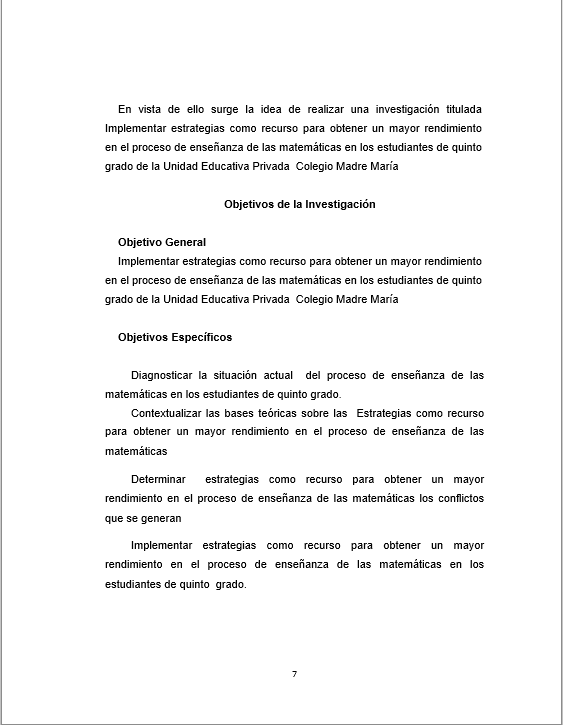 En vista de ello surge la idea de realizar una investigación titulada
Implementar estrategias como recurso para obtener un mayor rendimiento
en el proceso de enseñanza de las matemáticas en los estudiantes de quinto
grado de la Unidad Educativa Privada Colegio Madre María
Objetivos de la Investigación
Objetivo General
Implementar estrategias como recurso para obtener un mayor rendimiento
en el proceso de enseñanza de las matemáticas en los estudiantes de quinto
grado de la Unidad Educativa Privada Colegio Madre María
Objetivos Específicos
Diagnosticar la situación actual del proceso de enseñanza de las
matemáticas en los estudiantes de quinto grado.
Contextualizar las bases teóricas sobre las Estrategias como recurso
para obtener un mayor rendimiento en el proceso de enseñanza de las
matemáticas
Determinar estrategias como recurso para obtener un mayor
rendimiento en el proceso de enseñanza de las matemáticas los conflictos
que se generan
Implementar estrategias como recurso para obtener un mayor
rendimiento en el proceso de enseñanza de las matemáticas en los
estudiantes de quinto grado.
7